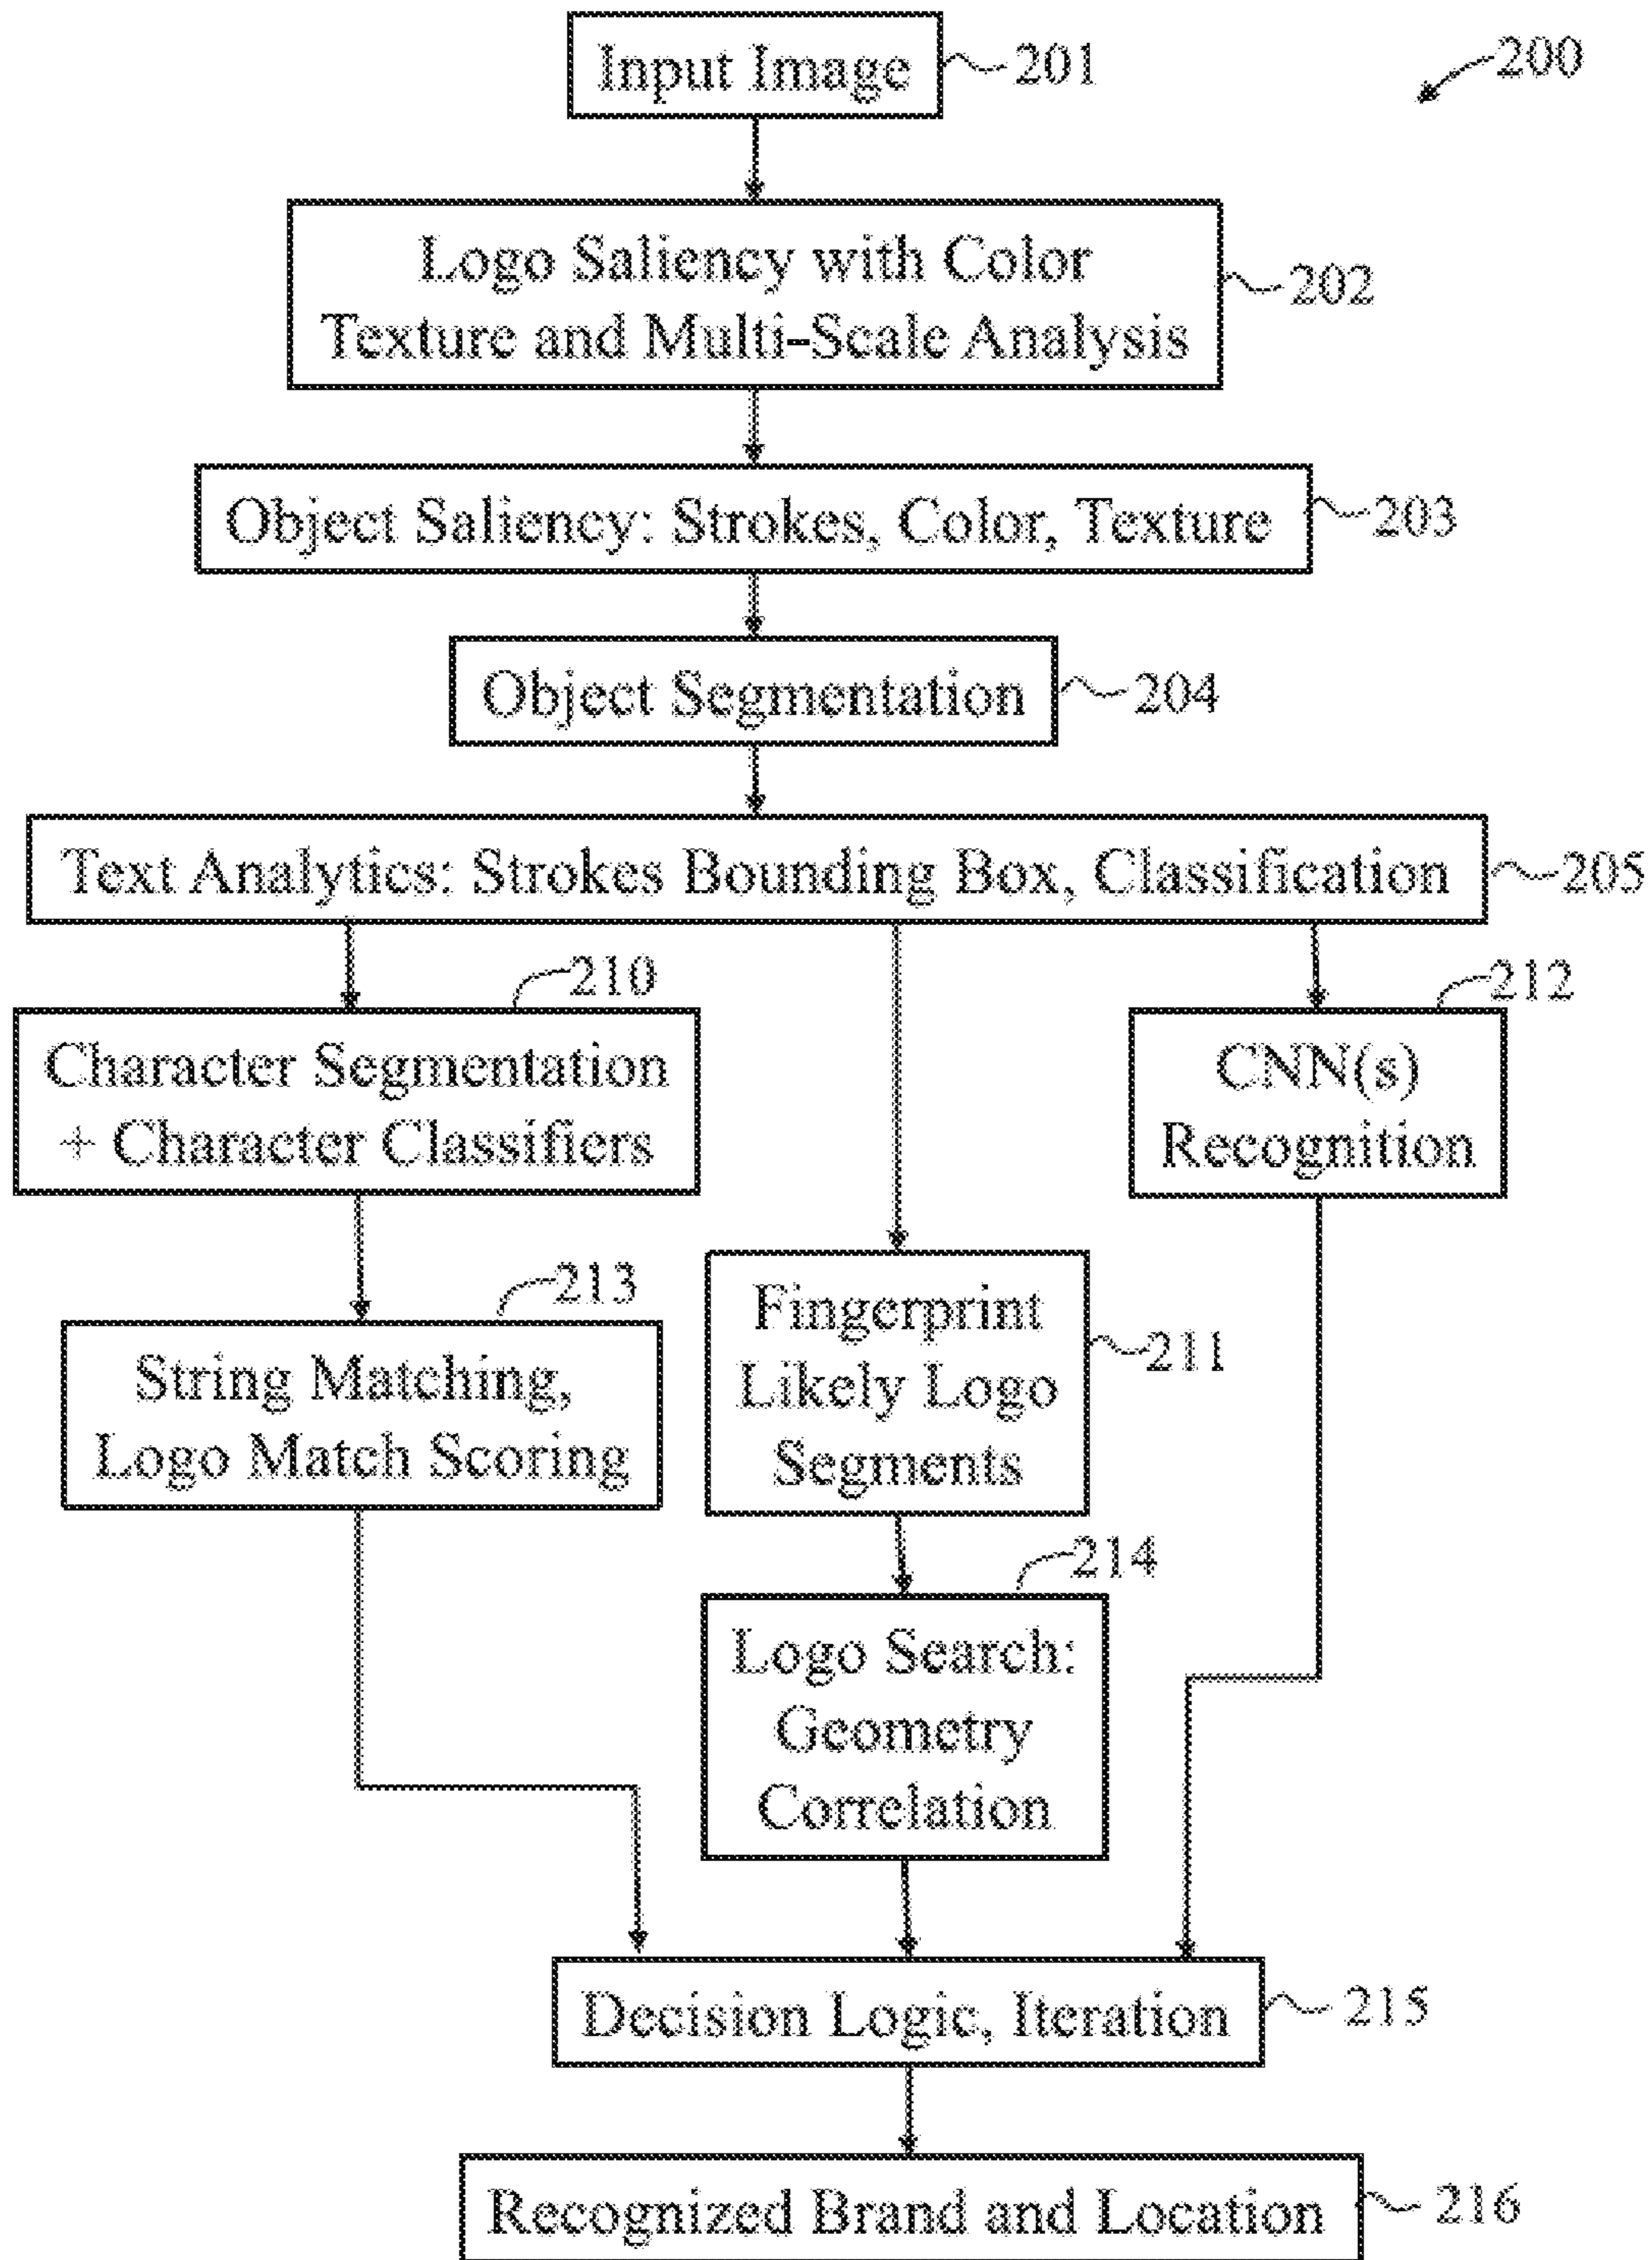 Input Image
201
200
Logo Saliency with Color
Texture and Multi-Scale Analysis
202
Object Saliency: Strokes, Color, Texture
203
Object Segmentation
204
Text Analytics: Strokes Bounding Box, Classification
205
210
Character Segmentation
+ Character Classifiers
212
CNN(s)
Recognition
213
String Matching,
Logo Match Scoring
Fingerprint
Likely Logo
Segments
211
214
Logo Search:
Geometry
Correlation
Decision Logic, Iteration
215
Recognized Brand and Location
216